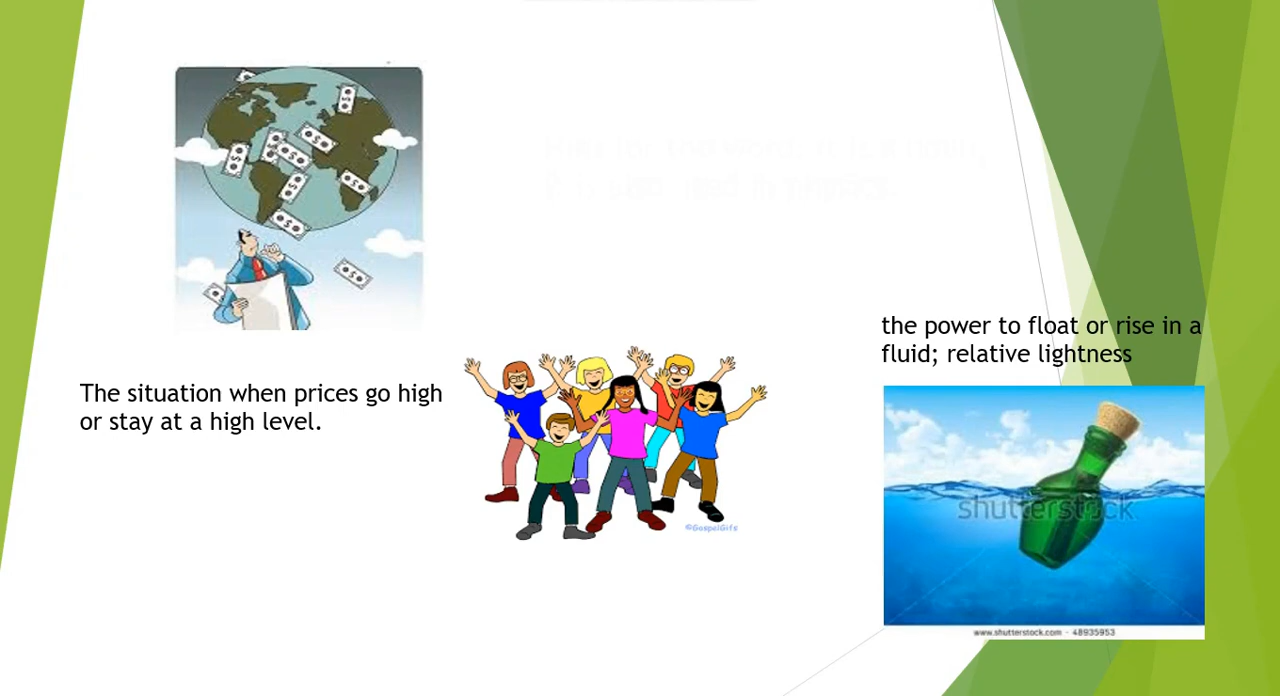 The situation when prices go high
or stay at a high level.
©GospelGifs
the power to float or rise in a
fluid; relative lightness
shutterstock
www.shutterstock.com · 48935953